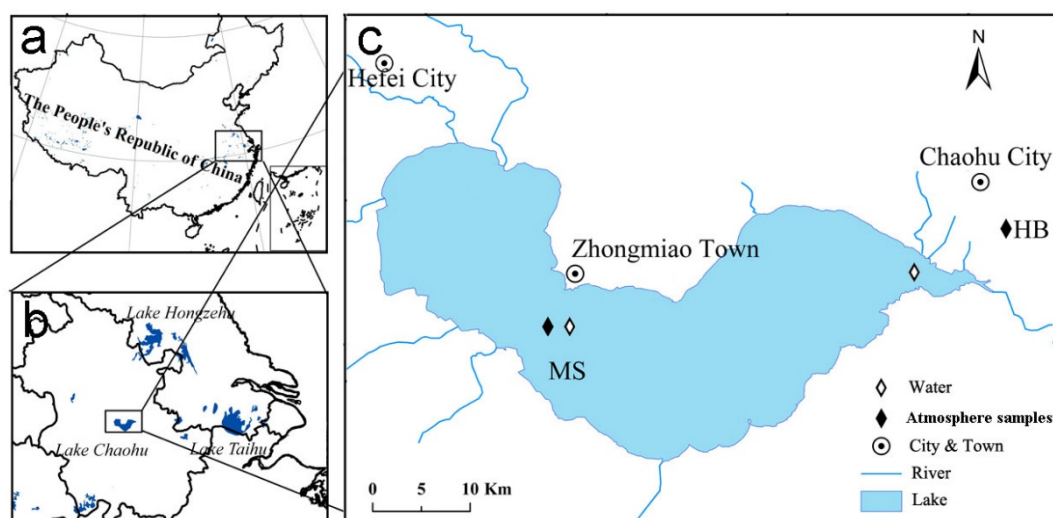 a
The People's Republic of China
b
Lake Hongzehu
Lake Chaohu
Lake Taihu
c
Hefei City
N
Chaohu City
HB
Zhongmiao Town
MS
Water
Atmosphere samples
City & Town
River
Lake
0 5 10 Km